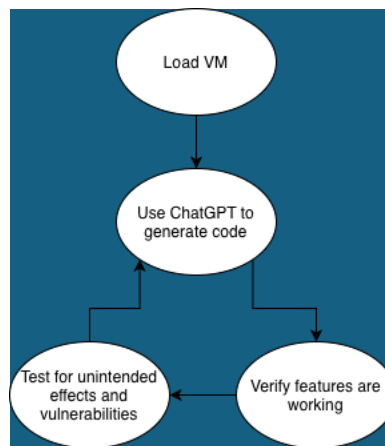 Load VM
Use ChatGPT to
generate code
Test for unintended
effects and
vulnerabilities
Verify features are
working